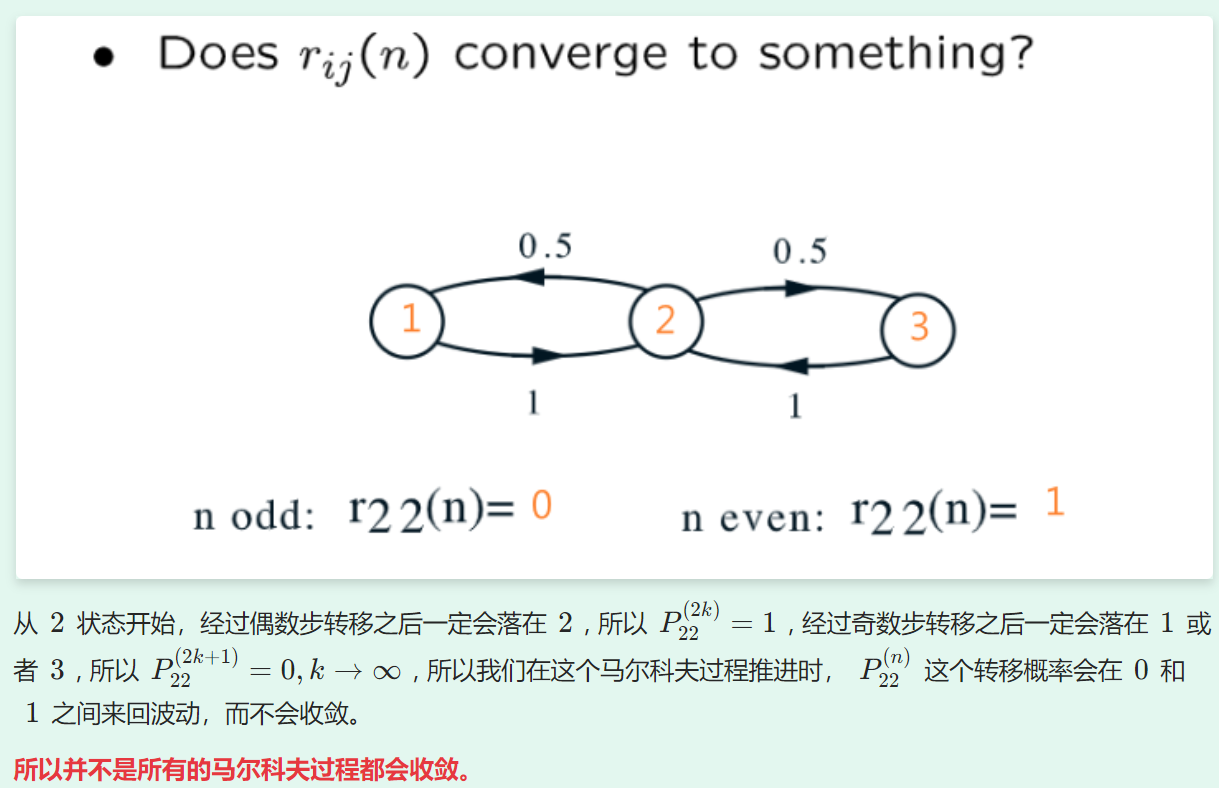 • Does $r_{ij}(n)$ converge to something?
0.5 0.5
1 2 3
1 1
n odd: r22(n)= 0 n even: r22(n)= 1
从 2 状态开始，经过偶数步转移之后一定会落在 2 , 所以 $P_{22}^{(2k)} = 1$ , 经过奇数步转移之后一定会落在 1 或
者 3 , 所以 $P_{22}^{(2k+1)} = 0, k \to \infty$ , 所以我们在这个马尔科夫过程推进时， $P_{22}^{(n)}$ 这个转移概率会在 0 和
1 之间来回波动，而不会收敛。
所以并不是所有的马尔科夫过程都会收敛。